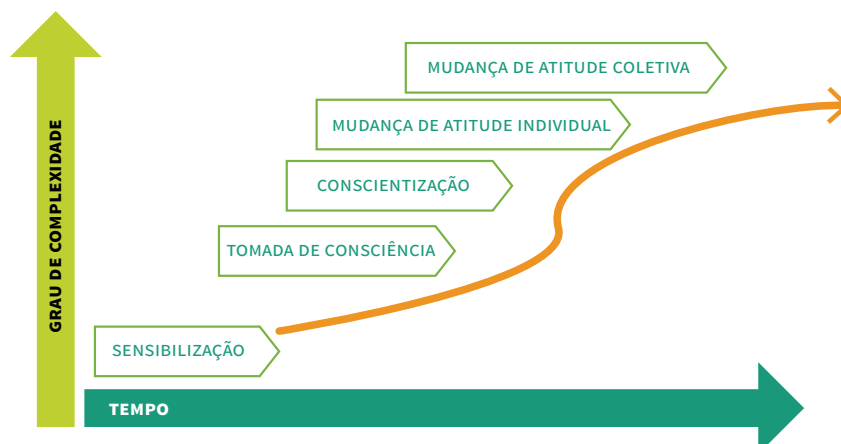 MUDANÇA DE ATITUDE COLETIVA
MUDANÇA DE ATITUDE INDIVIDUAL
CONSCIENTIZAÇÃO
TOMADA DE CONSCIÊNCIA
SENSIBILIZAÇÃO
GRAU DE COMPLEXIDADE
TEMPO